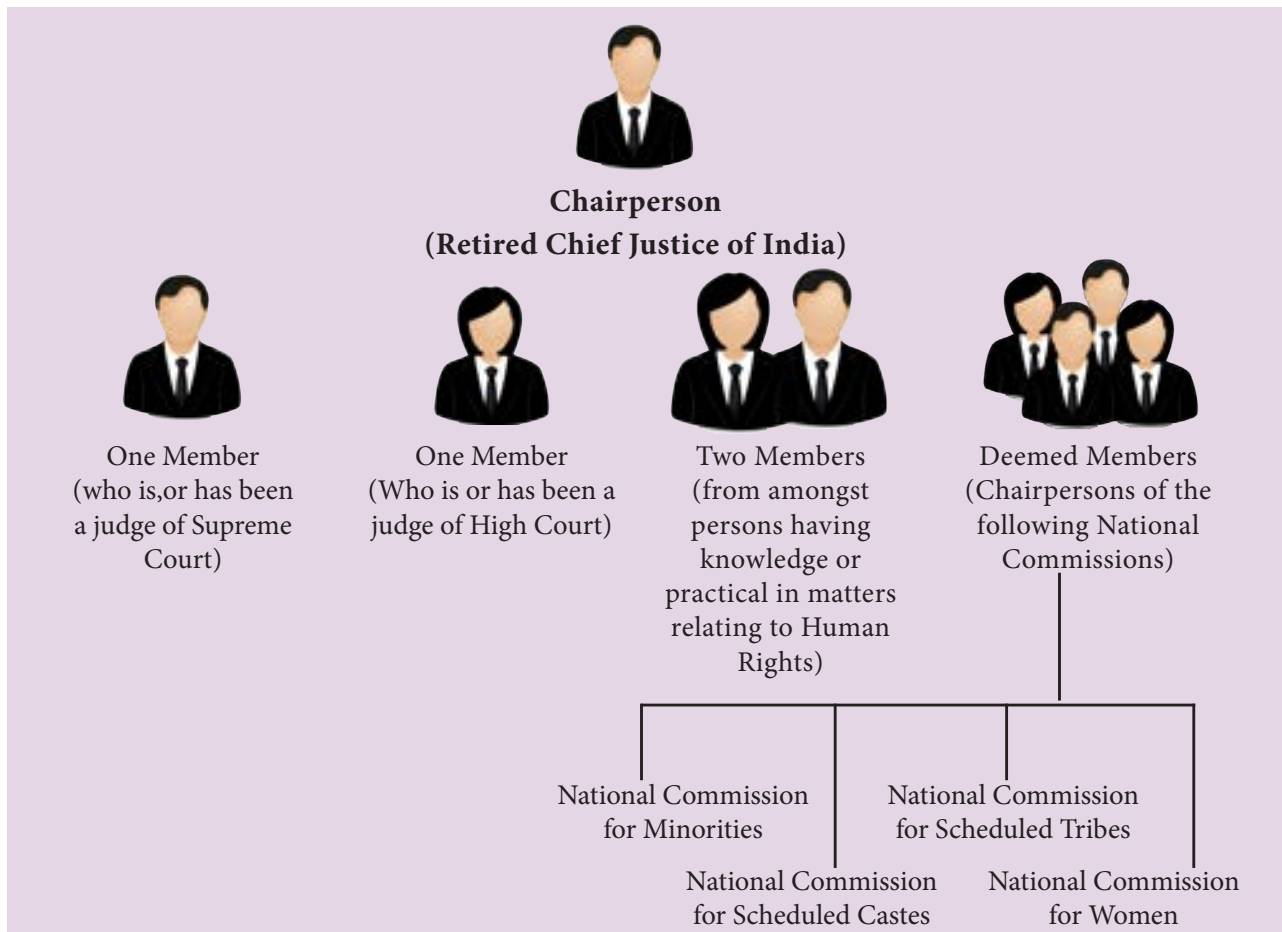 Chairperson
(Retired Chief Justice of India)
One Member
(who is,or has been
a judge of Supreme
Court)
One Member
(Who is or has been a
judge of High Court)
Two Members
(from amongst
persons having
knowledge or
practical in matters
relating to Human
Rights)
Deemed Members
(Chairpersons of the
following National
Commissions)
National Commission
for Minorities
National Commission
for Scheduled Castes
National Commission
for Scheduled Tribes
National Commission
for Women